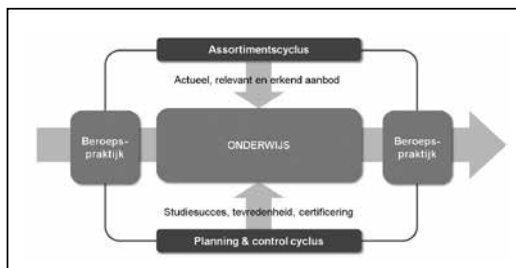 Assortimentscyclus
Actueel, relevant en erkend aanbod
Beroeps-
praktijk
ONDERWIJS
Beroeps-
praktijk
Studiesucces, tevredenheid, certificering
Planning & control cyclus